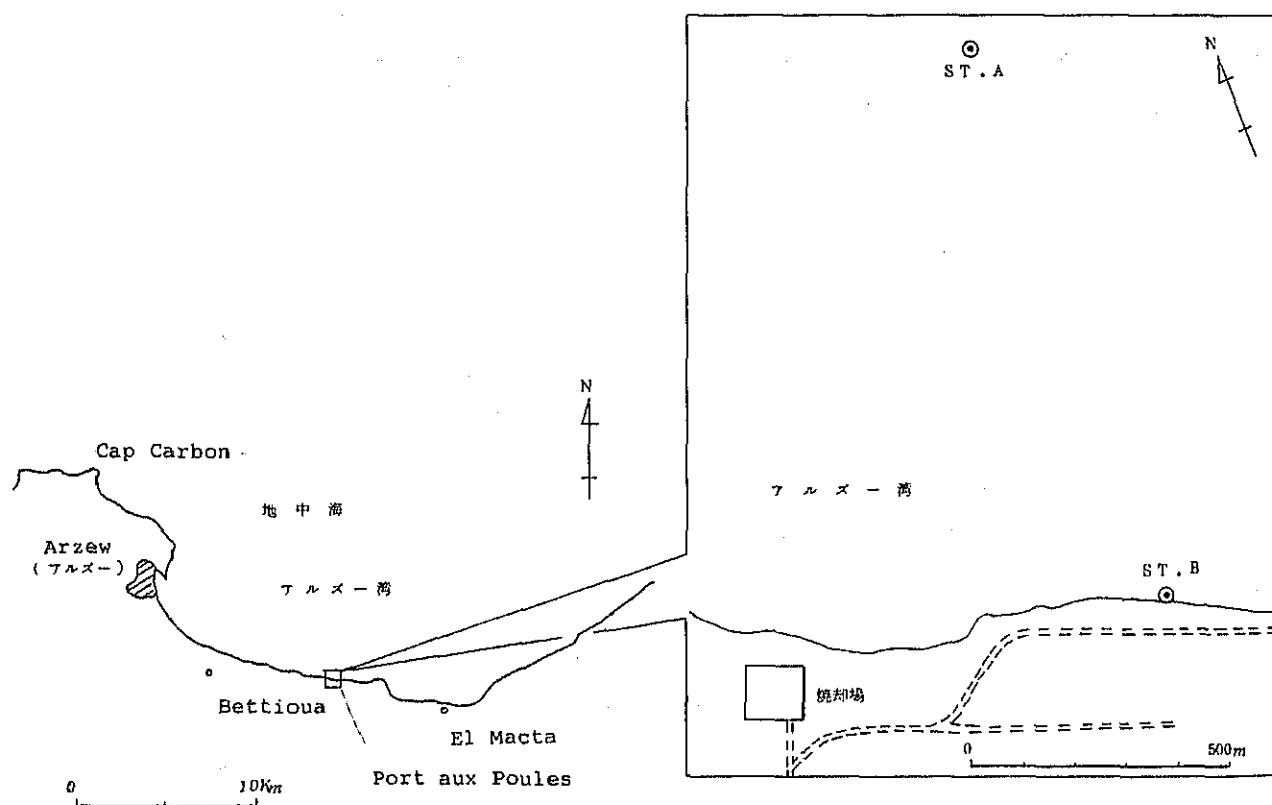 Cap Carbon
地中海
Arzew
(アルズー)
アルズー湾
N
Bettioua
El Macta
Port aux Poules
0 10Km
ST.A
N
アルズー湾
ST.B
焼却場
0 500m